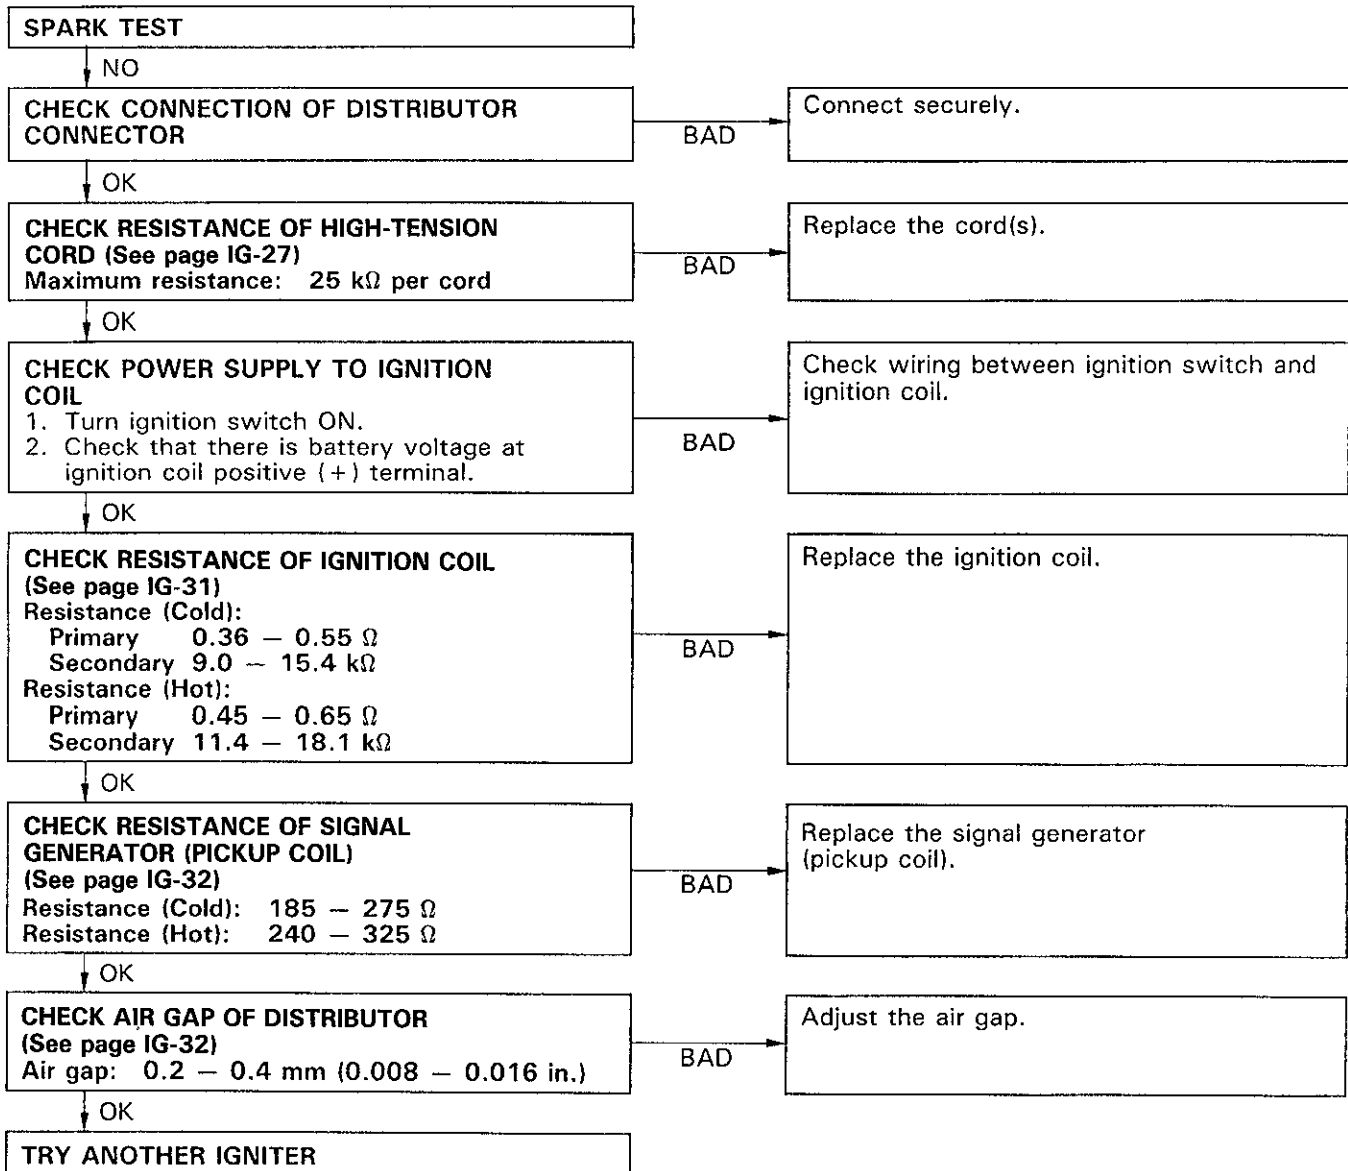 SPARK TEST
NO
CHECK CONNECTION OF DISTRIBUTOR
CONNECTOR
BAD
Connect securely.
OK
CHECK RESISTANCE OF HIGH-TENSION
CORD (See page IG-27)
Maximum resistance: 25 kΩ per cord
BAD
Replace the cord(s).
OK
CHECK POWER SUPPLY TO IGNITION
COIL
1. Turn ignition switch ON.
2. Check that there is battery voltage at
ignition coil positive (+) terminal.
BAD
Check wiring between ignition switch and
ignition coil.
OK
CHECK RESISTANCE OF IGNITION COIL
(See page IG-31)
Resistance (Cold):
Primary 0.36 — 0.55 Ω
Secondary 9.0 — 15.4 kΩ
Resistance (Hot):
Primary 0.45 — 0.65 Ω
Secondary 11.4 — 18.1 kΩ
BAD
Replace the ignition coil.
OK
CHECK RESISTANCE OF SIGNAL
GENERATOR (PICKUP COIL)
(See page IG-32)
Resistance (Cold): 185 — 275 Ω
Resistance (Hot): 240 — 325 Ω
BAD
Replace the signal generator
(pickup coil).
OK
CHECK AIR GAP OF DISTRIBUTOR
(See page IG-32)
Air gap: 0.2 — 0.4 mm (0.008 — 0.016 in.)
BAD
Adjust the air gap.
OK
TRY ANOTHER IGNITER